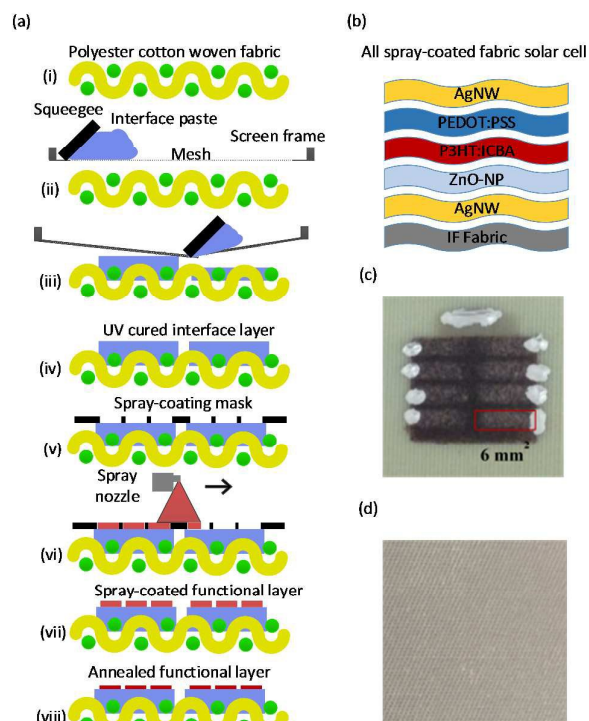 (a)
Polyester cotton woven fabric
(i)
Squeegee
Interface paste
Screen frame
Mesh
(ii)
(iii)
UV cured interface layer
(iv)
Spray-coating mask
(v)
Spray
nozzle
(vi)
Spray-coated functional layer
(vii)
Annealed functional layer
(viii)
(b)
All spray-coated fabric solar cell
AgNW
PEDOT:PSS
P3HT:ICBA
ZnO-NP
AgNW
IF Fabric
(c)
6 mm²
(d)